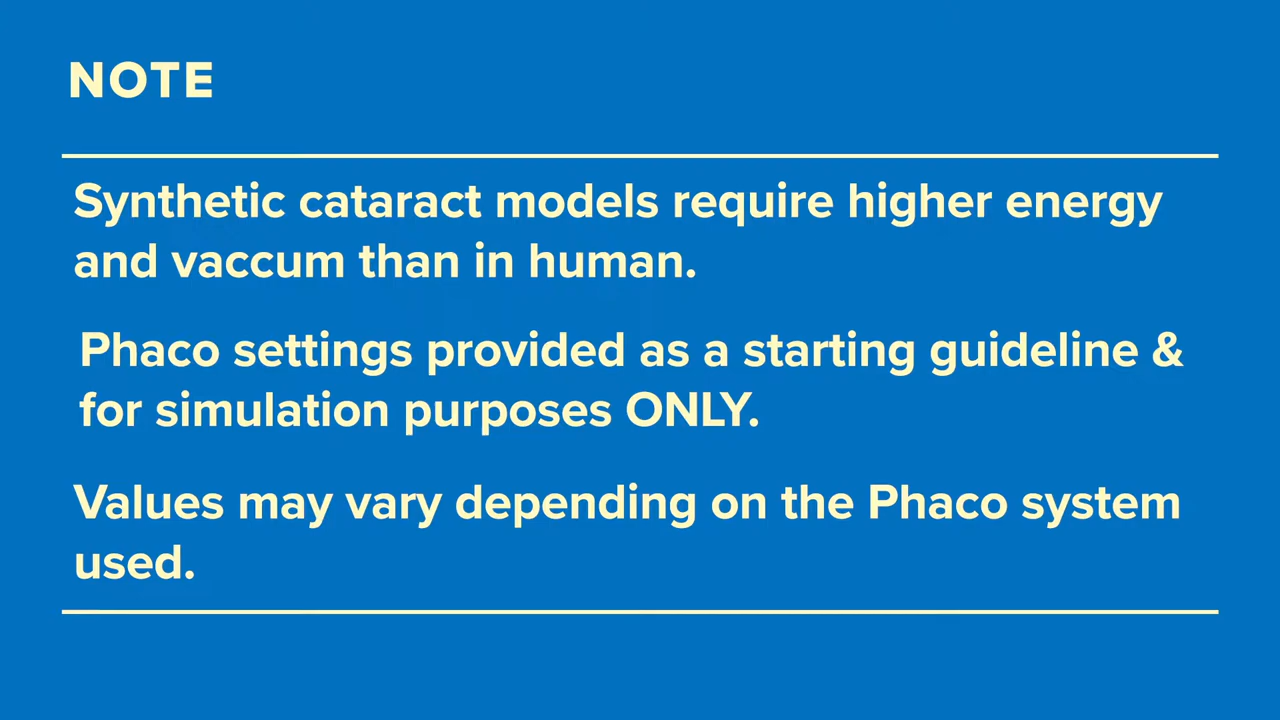 NOTE
Synthetic cataract models require higher energy
and vaccum than in human.
Phaco settings provided as a starting guideline &
for simulation purposes ONLY.
Values may vary depending on the Phaco system
used.